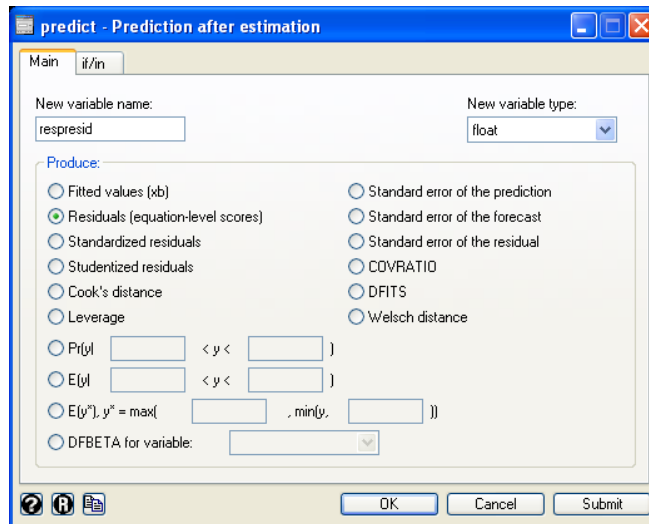 predict - Prediction after estimation
Main if/in
New variable name: New variable type:
respresid float
Produce:
Fitted values (xb) Standard error of the prediction
Residuals (equation-level scores) Standard error of the forecast
Standardized residuals Standard error of the residual
Studentized residuals COVRATIO
Cook's distance DFITS
Leverage Welsch distance
Pr(y| < y < )
E(y| < y < )
E(y*), y* = max( , min(y, ))
DFBETA for variable:
? R OK Cancel Submit